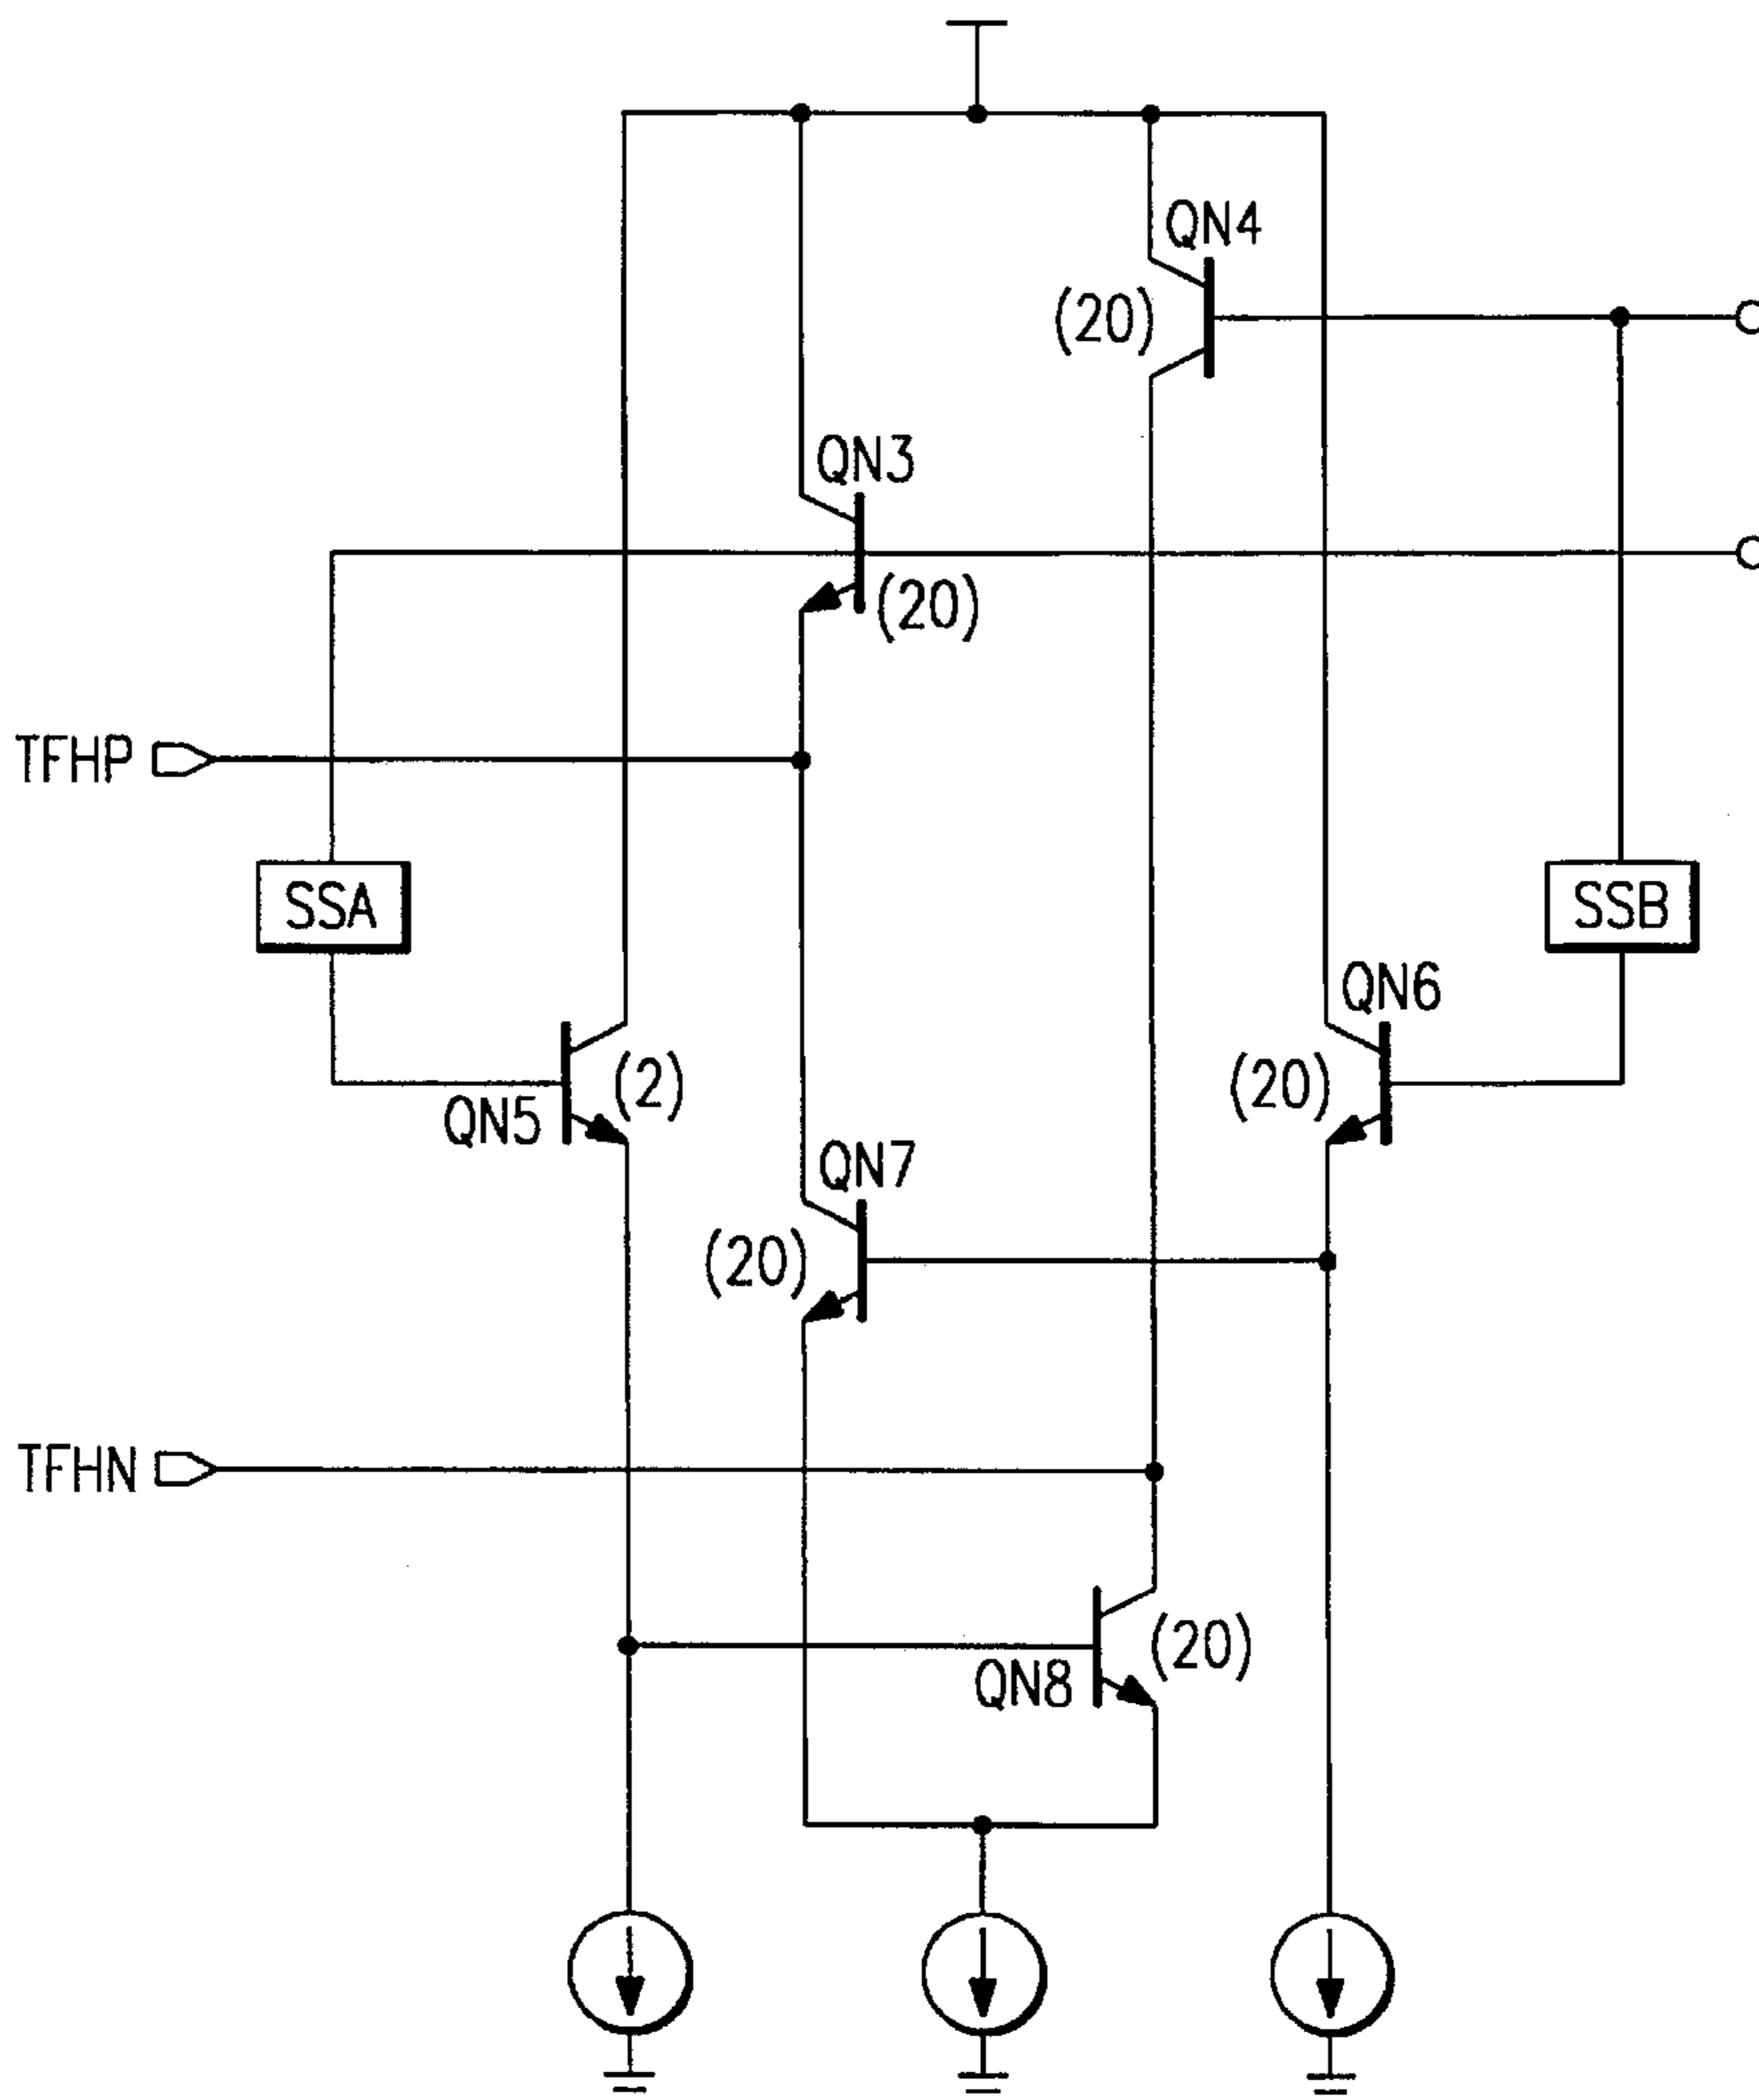 QN4
(20)
QN3
(20)
TFHP
SSA
SSB
QN6
(2)
(20)
QN5
QN7
(20)
TFHN
(20)
QN8